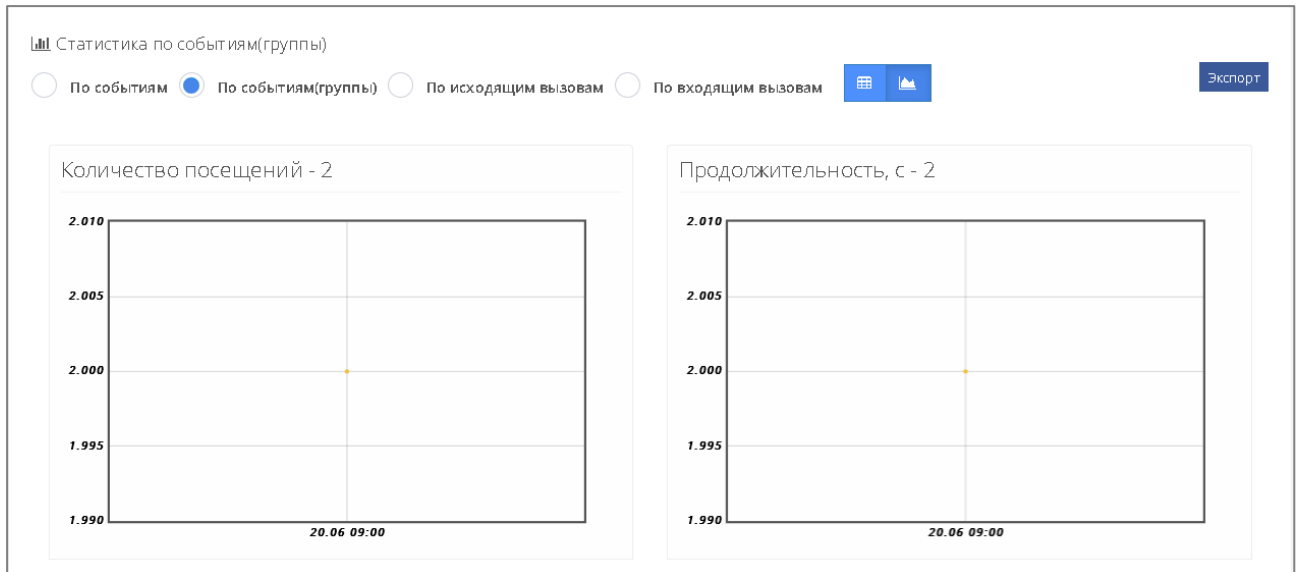 Статистика по событиям(группы)
По событиям По событиям(группы) По исходящим вызовам По входящим вызовам
Экспорт
Количество посещений - 2
2.010
2.005
2.000
1.995
1.990
20.06 09:00
Продолжительность, с - 2
2.010
2.005
2.000
1.995
1.990
20.06 09:00